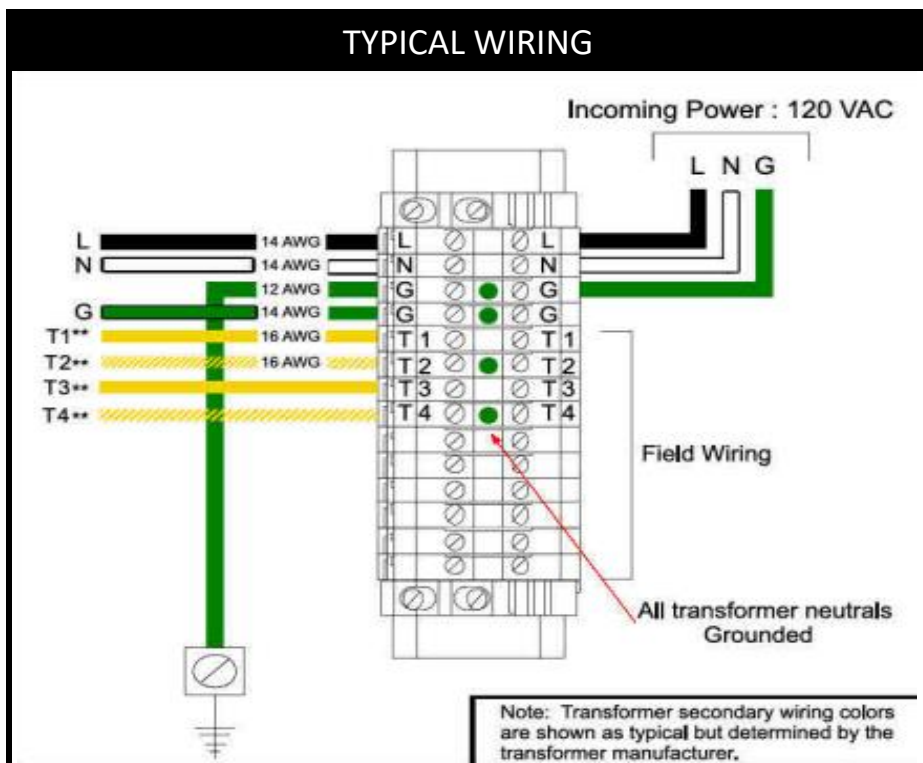 TYPICAL WIRING
Incoming Power : 120 VAC
L N G
L 14 AWG L L
N 14 AWG N N
12 AWG G G
G 14 AWG G G
T1** 16 AWG T1 T1
T2** 16 AWG T2 T2
T3** T3 T3
T4** T4 T4
Field Wiring
All transformer neutrals
Grounded
Note: Transformer secondary wiring colors
are shown as typical but determined by the
transformer manufacturer.